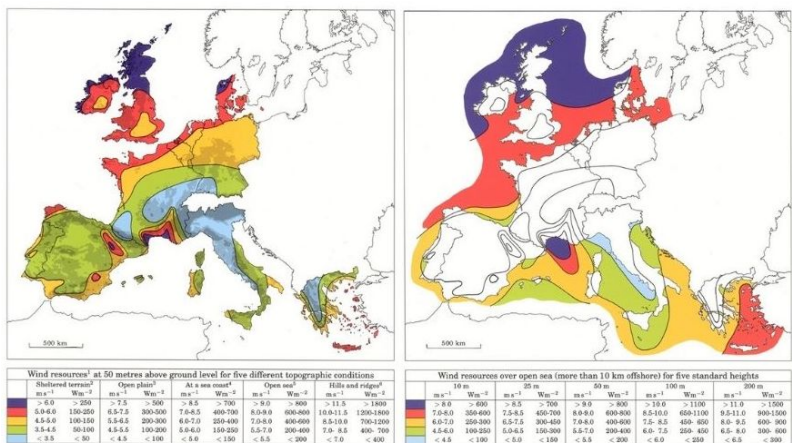 500 km
Wind resources¹ at 50 metres above ground level for five different topographic conditions
Sheltered terrain² Open plain³ At a sea coast⁴ Open sea⁵ Hills and ridges⁶
m s⁻¹ Wm⁻² m s⁻¹ Wm⁻² m s⁻¹ Wm⁻² m s⁻¹ Wm⁻² m s⁻¹ Wm⁻²
> 6.0 > 250 > 7.5 > 500 > 8.5 > 700 > 9.0 > 800 > 11.5 > 1800
5.0-6.0 150-250 6.5-7.5 300-500 7.0-8.5 400-700 8.0-9.0 600-800 10.0-11.5 1200-1800
4.5-5.0 100-150 5.5-6.5 200-300 6.0-7.0 250-400 7.0-8.0 400-600 8.5-10.0 700-1200
3.5-4.5 50-100 4.5-5.5 100-200 5.0-6.0 150-250 5.5-7.0 200-400 7.0- 8.5 400- 700
< 3.5 < 50 < 4.5 < 100 < 5.0 < 150 < 5.5 < 200 < 7.0 < 400
500 km
Wind resources over open sea (more than 10 km offshore) for five standard heights
10 m 25 m 50 m 100 m 200 m
m s⁻¹ Wm⁻² m s⁻¹ Wm⁻² m s⁻¹ Wm⁻² m s⁻¹ Wm⁻² m s⁻¹ Wm⁻²
> 8.0 > 600 > 8.5 > 700 > 9.0 > 800 > 10.0 > 1100 > 11.0 > 1500
7.0-8.0 350-600 7.5-8.5 450-700 8.0-9.0 600-800 8.5-10.0 650-1100 9.5-11.0 900-1500
6.0-7.0 250-300 6.5-7.5 300-450 7.0-8.0 400-600 7.5- 8.5 450- 650 8.0- 9.5 600- 900
4.5-6.0 100-250 5.0-6.5 150-300 5.5-7.0 200-400 6.0- 7.5 250- 450 6.5- 8.0 300- 600
< 4.5 < 100 < 5.0 < 150 < 5.5 < 200 < 6.0 < 250 < 300